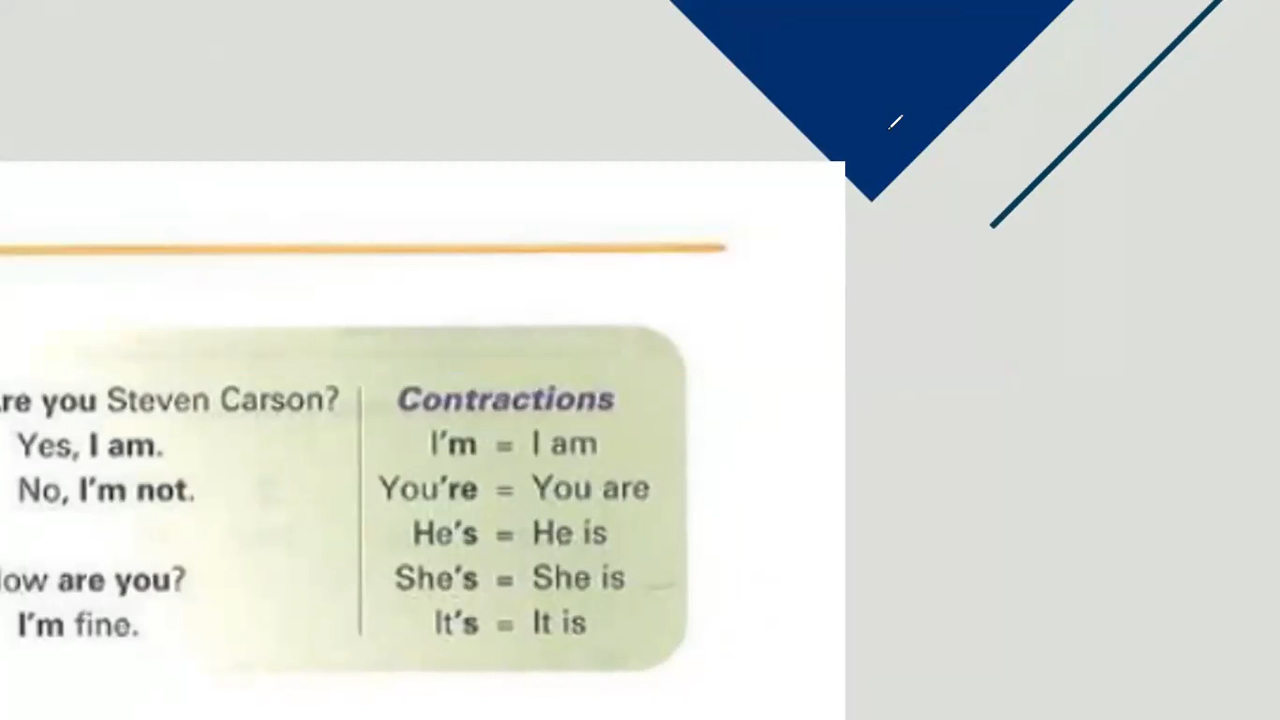 re you Steven Carson?
Yes, I am.
No, I'm not.
ow are you?
I'm fine.
Contractions
I'm = I am
You're = You are
He's = He is
She's = She is
It's = It is